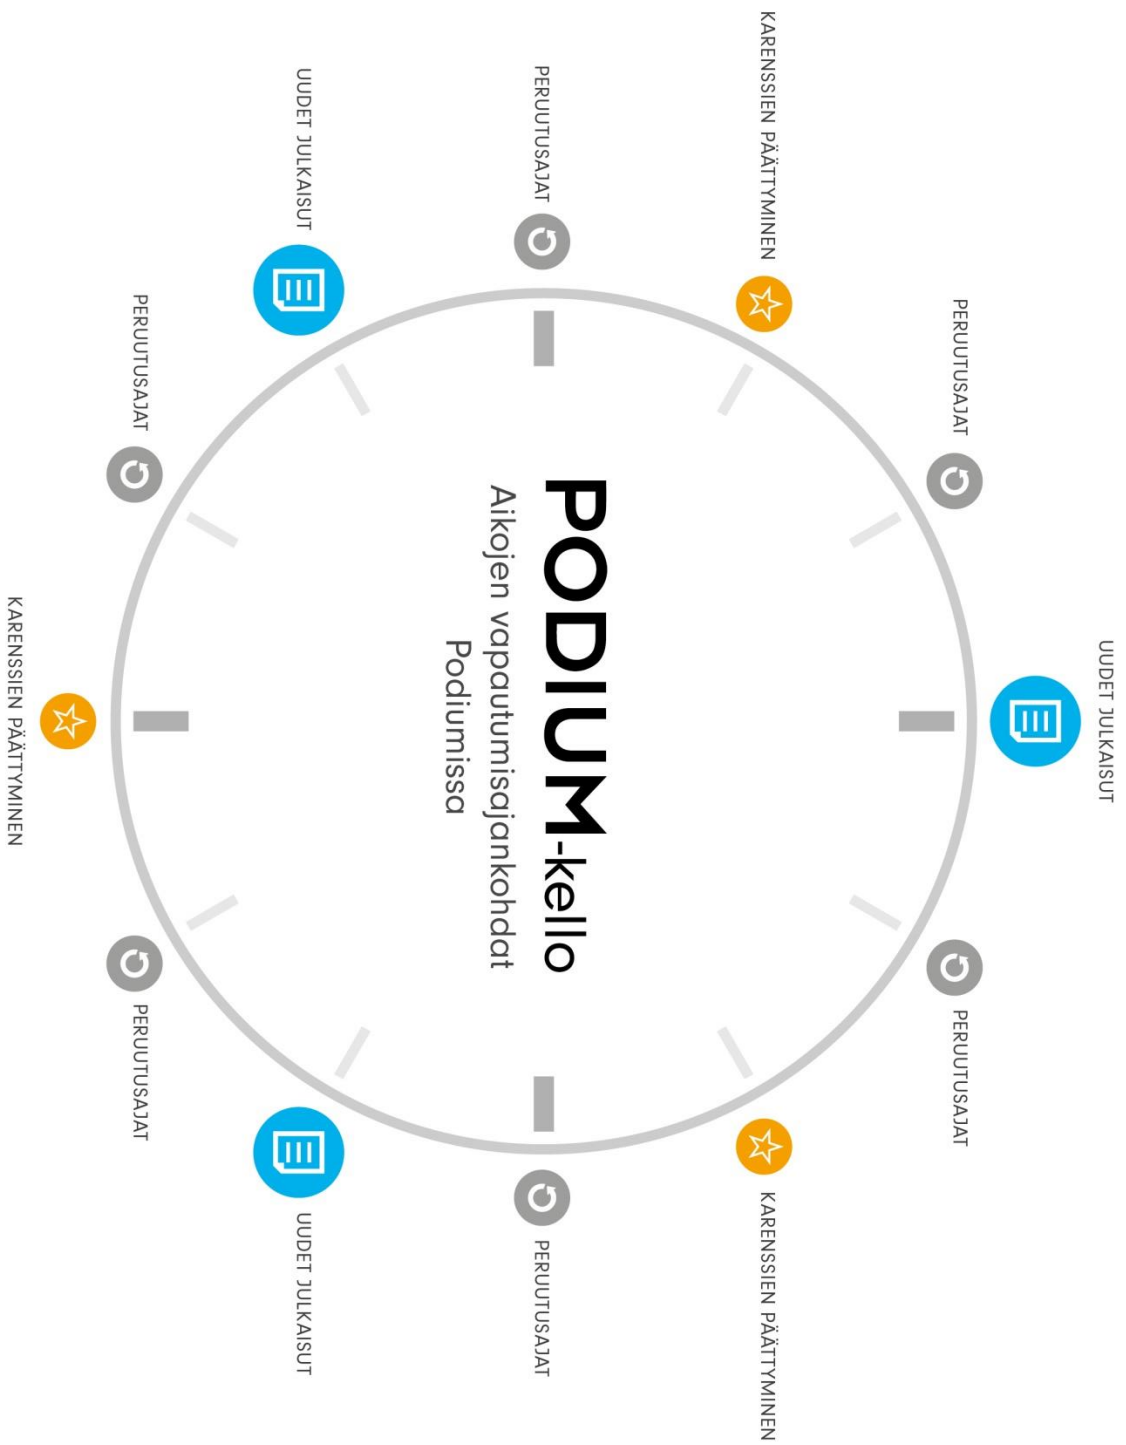 UUDET JULKAISUT
PERUUTUSAJAT
PERUUTUSAJAT
KARENSSIEN PÄÄTTYMINEN
KARENSSIEN PÄÄTTYMINEN
PODIUM-kello
Aikojen vapautumisajankohdat
Podiumissa
PERUUTUSAJAT
PERUUTUSAJAT
UUDET JULKAISUT
UUDET JULKAISUT
PERUUTUSAJAT
PERUUTUSAJAT
KARENSSIEN PÄÄTTYMINEN